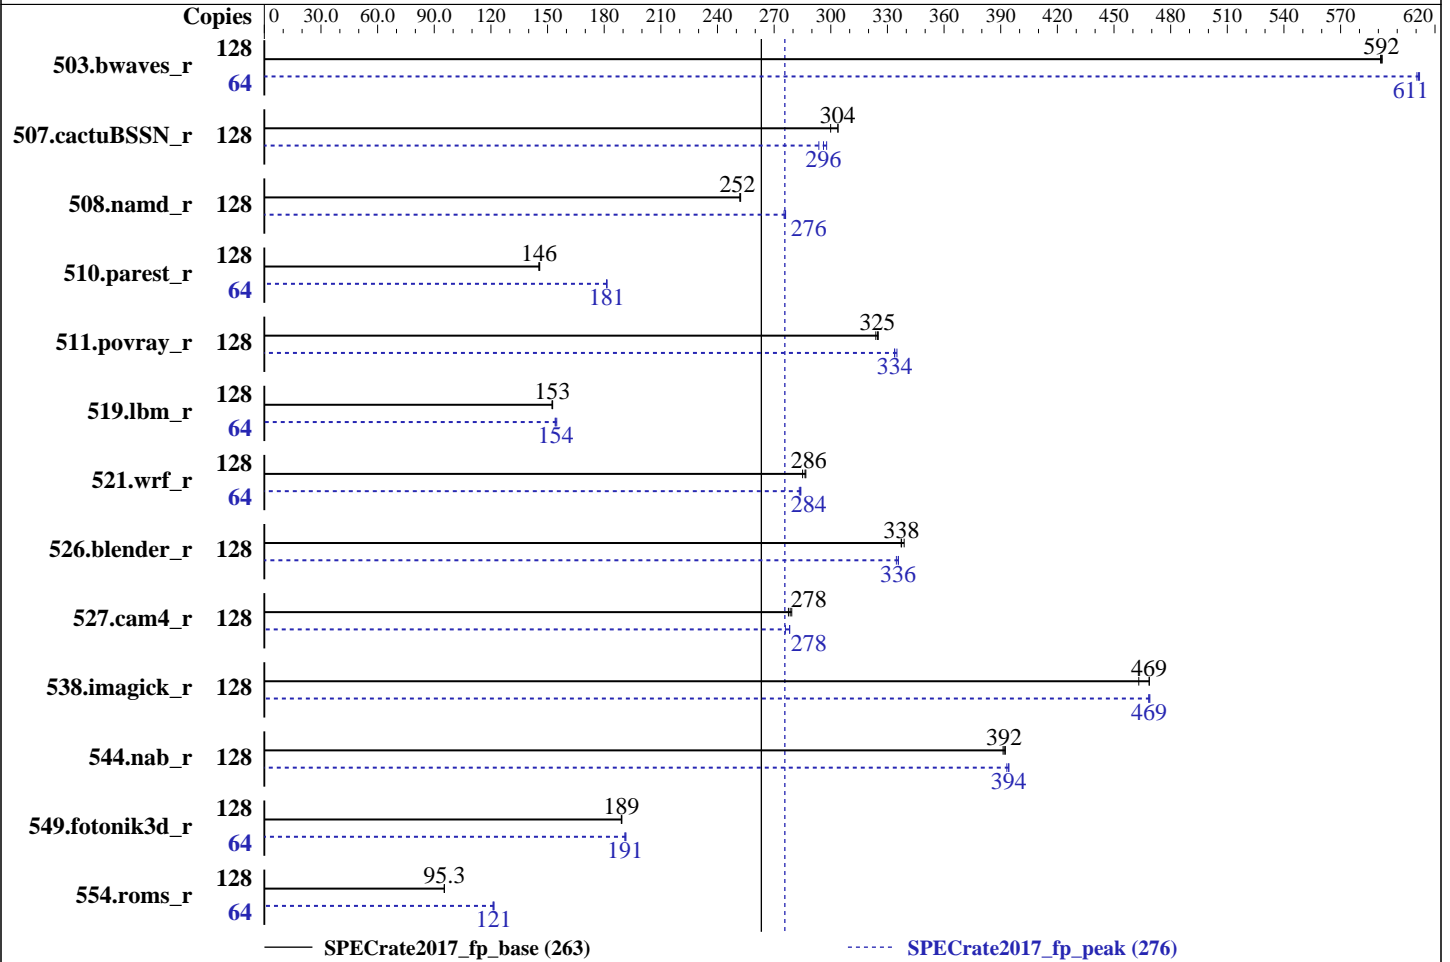 Copies 0 30.0 60.0 90.0 120 150 180 210 240 270 300 330 360 390 420 450 480 510 540 570 620
503.bwaves_r 128 592
64 611
507.cactuBSSN_r 128 304
296
508.namd_r 128 252
276
510.parest_r 128 146
64 181
511.povray_r 128 325
334
519.lbm_r 128 153
64 154
521.wrf_r 128 286
64 284
526.blender_r 128 338
336
527.cam4_r 128 278
278
538.imagick_r 128 469
469
544.nab_r 128 392
394
549.fotonik3d_r 128 189
64 191
554.roms_r 128 95.3
64 121
SPECrate2017_fp_base (263) SPECrate2017_fp_peak (276)